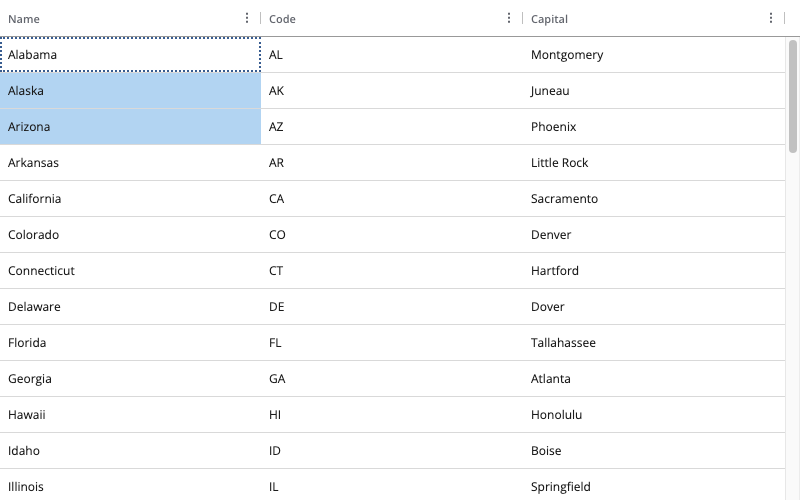 Name Code Capital
Alabama AL Montgomery
Alaska AK Juneau
Arizona AZ Phoenix
Arkansas AR Little Rock
California CA Sacramento
Colorado CO Denver
Connecticut CT Hartford
Delaware DE Dover
Florida FL Tallahassee
Georgia GA Atlanta
Hawaii HI Honolulu
Idaho ID Boise
Illinois IL Springfield